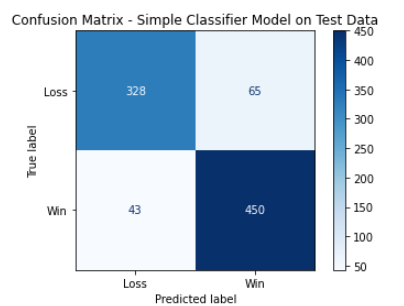 Confusion Matrix - Simple Classifier Model on Test Data
450
400
350
300
250
200
150
100
50
Loss
328
65
True label
Win
43
450
Loss
Win
Predicted label